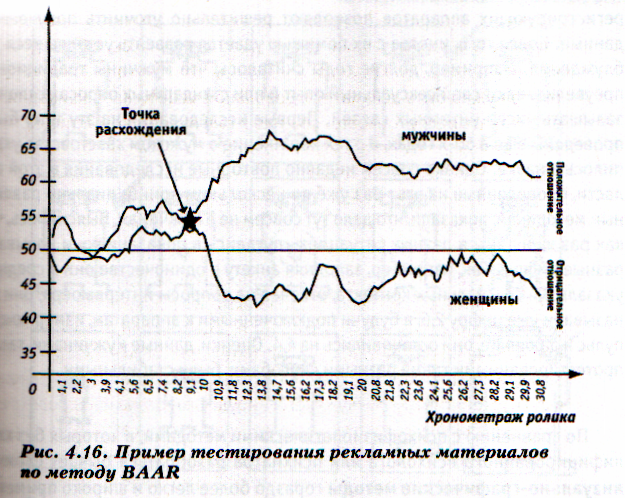 70
65
60
55
50
45
40
35
0
Точка
расхождения
мужчины
женщины
Положительное
отношение
Отрицательное
отношение
1,1 2,2 3 3,9 4,1 5,6 6,5 7,4 8,2 9,1 10 10,9 11,8 12,3 13,8 14,7 15,6 16,2 17,3 18,2 19,1 20 20,8 21,8 22,3 23,6 24,1 25,6 26,2 27,3 28,2 29,1 29,9 30,8
Хронометраж ролика
Рис. 4.16. Пример тестирования рекламных материалов
по методу BAAR